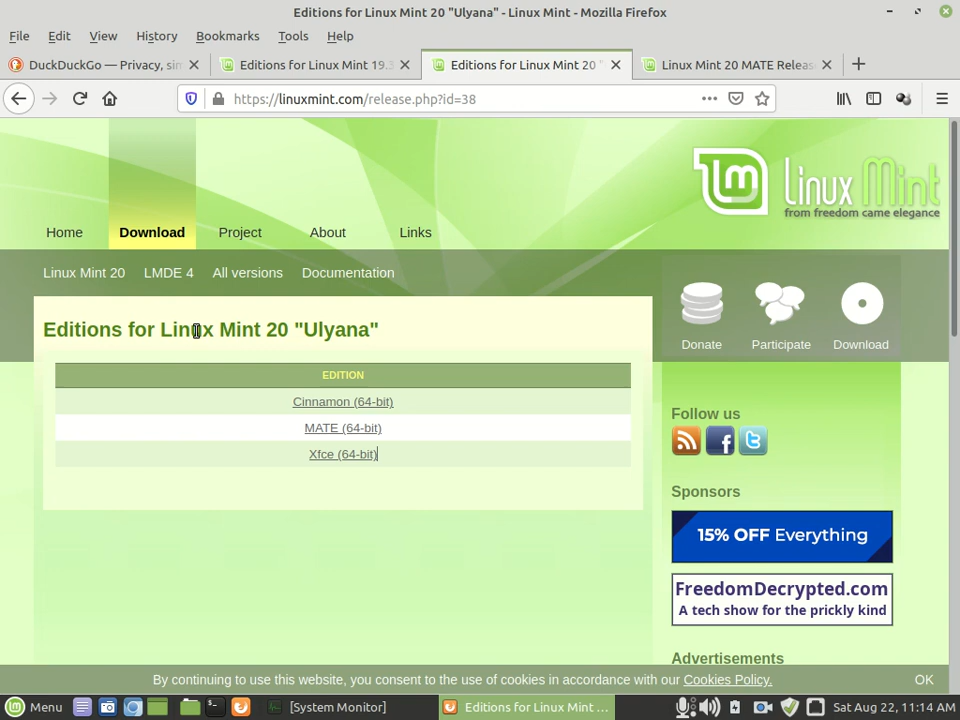 Editions for Linux Mint 20 "Ulyana" - Linux Mint - Mozilla Firefox
File Edit View History Bookmarks Tools Help
DuckDuckGo — Privacy, sim
Editions for Linux Mint 19.3
Editions for Linux Mint 20 "
Linux Mint 20 MATE Releas
https://linuxmint.com/release.php?id=38
Linux Mint
from freedom came elegance
Home Download Project About Links
Linux Mint 20 LMDE 4 All versions Documentation
Donate Participate Download
Editions for Linux Mint 20 "Ulyana"
EDITION
Cinnamon (64-bit)
MATE (64-bit)
Xfce (64-bit)
Follow us
Sponsors
15% OFF Everything
FreedomDecrypted.com
A tech show for the prickly kind
Advertisements
By continuing to use this website, you consent to the use of cookies in accordance with our Cookies Policy. OK
Menu [System Monitor] Editions for Linux Mint ... Sat Aug 22, 11:14 AM